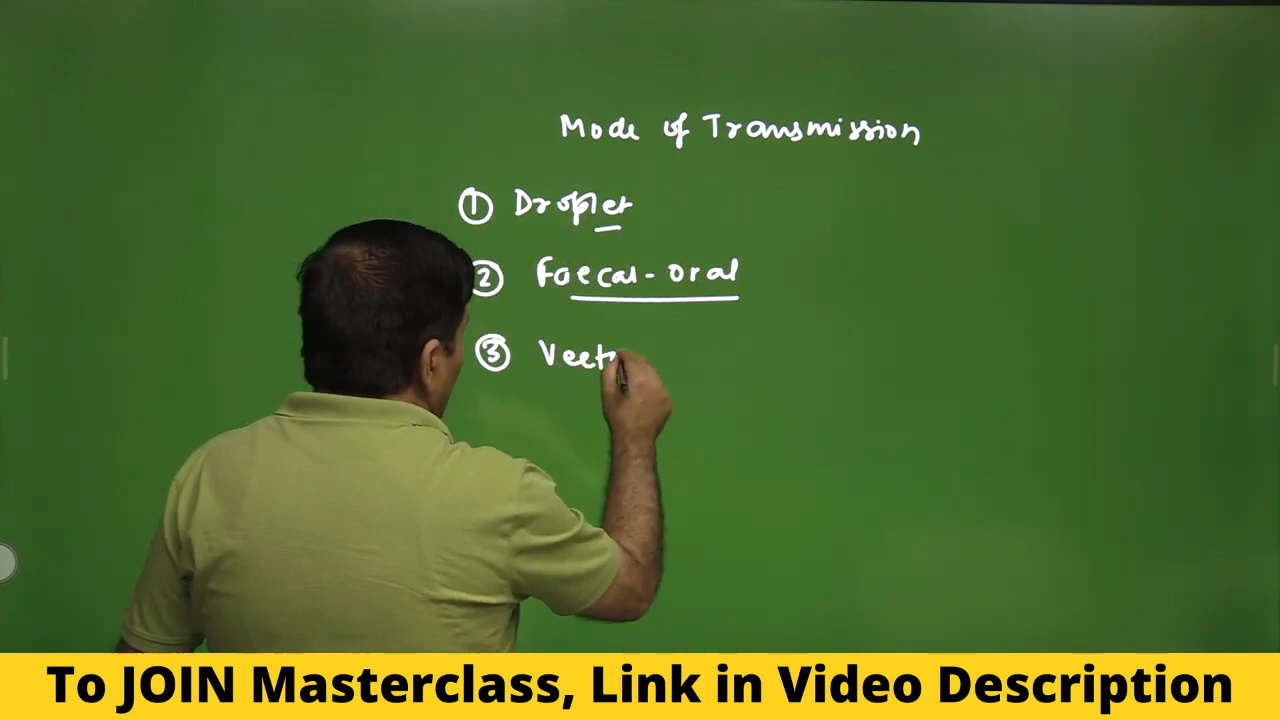 Mode of Transmission
① Droplet
② Faecal-oral
③ Vect
To JOIN Masterclass, Link in Video Description